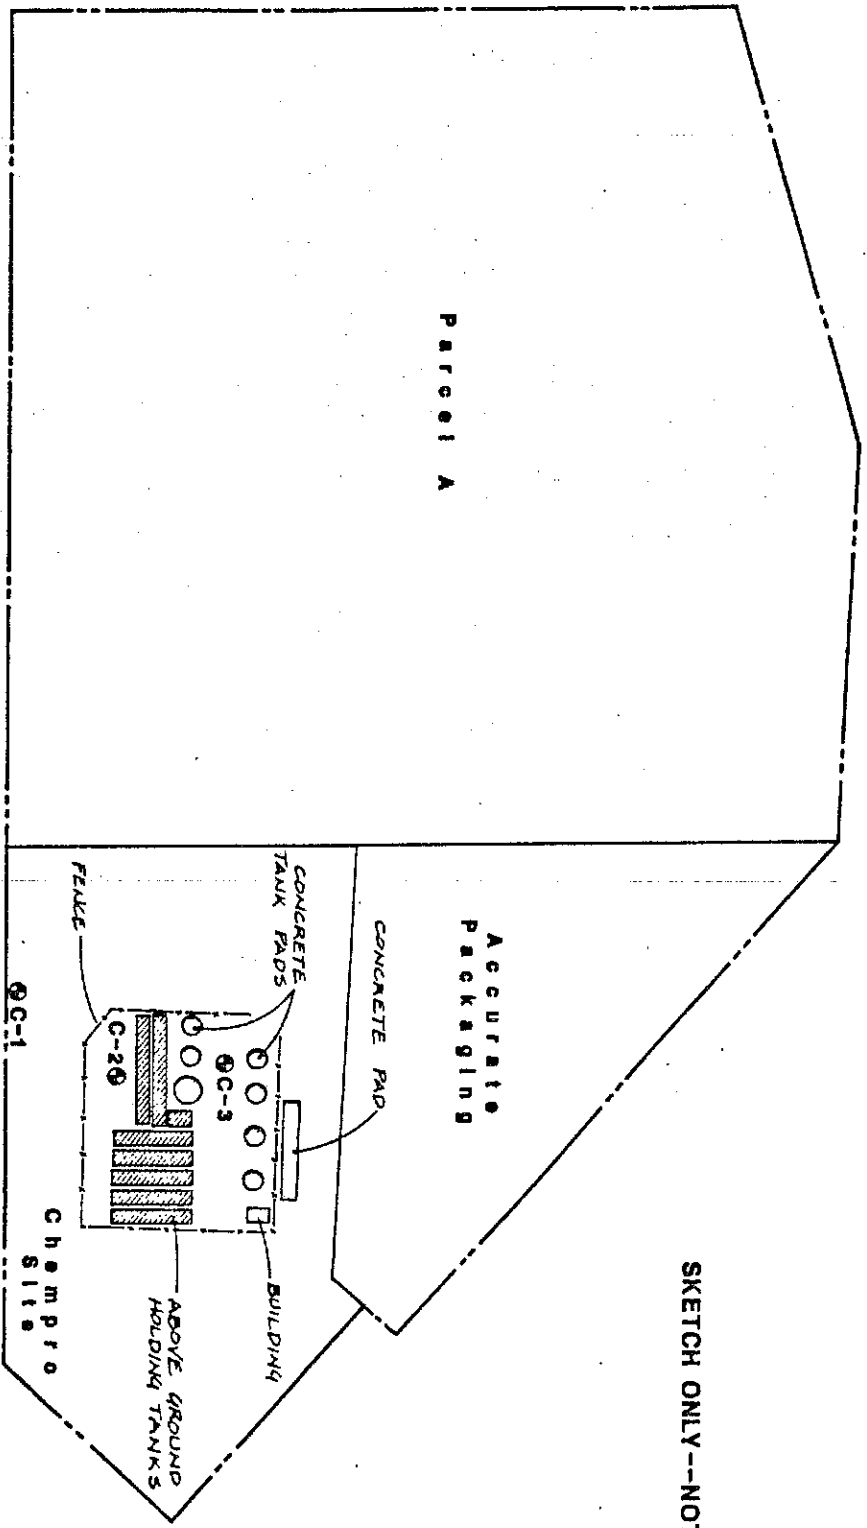 SKETCH ONLY--NOT
Parcel A
Accurate
Packaging
CONCRETE PAD
CONCRETE
TANK PADS
FENCE
C-3
C-2
C-1
BUILDING
ABOVE GROUND
HOLDING TANKS
Chempro
Site